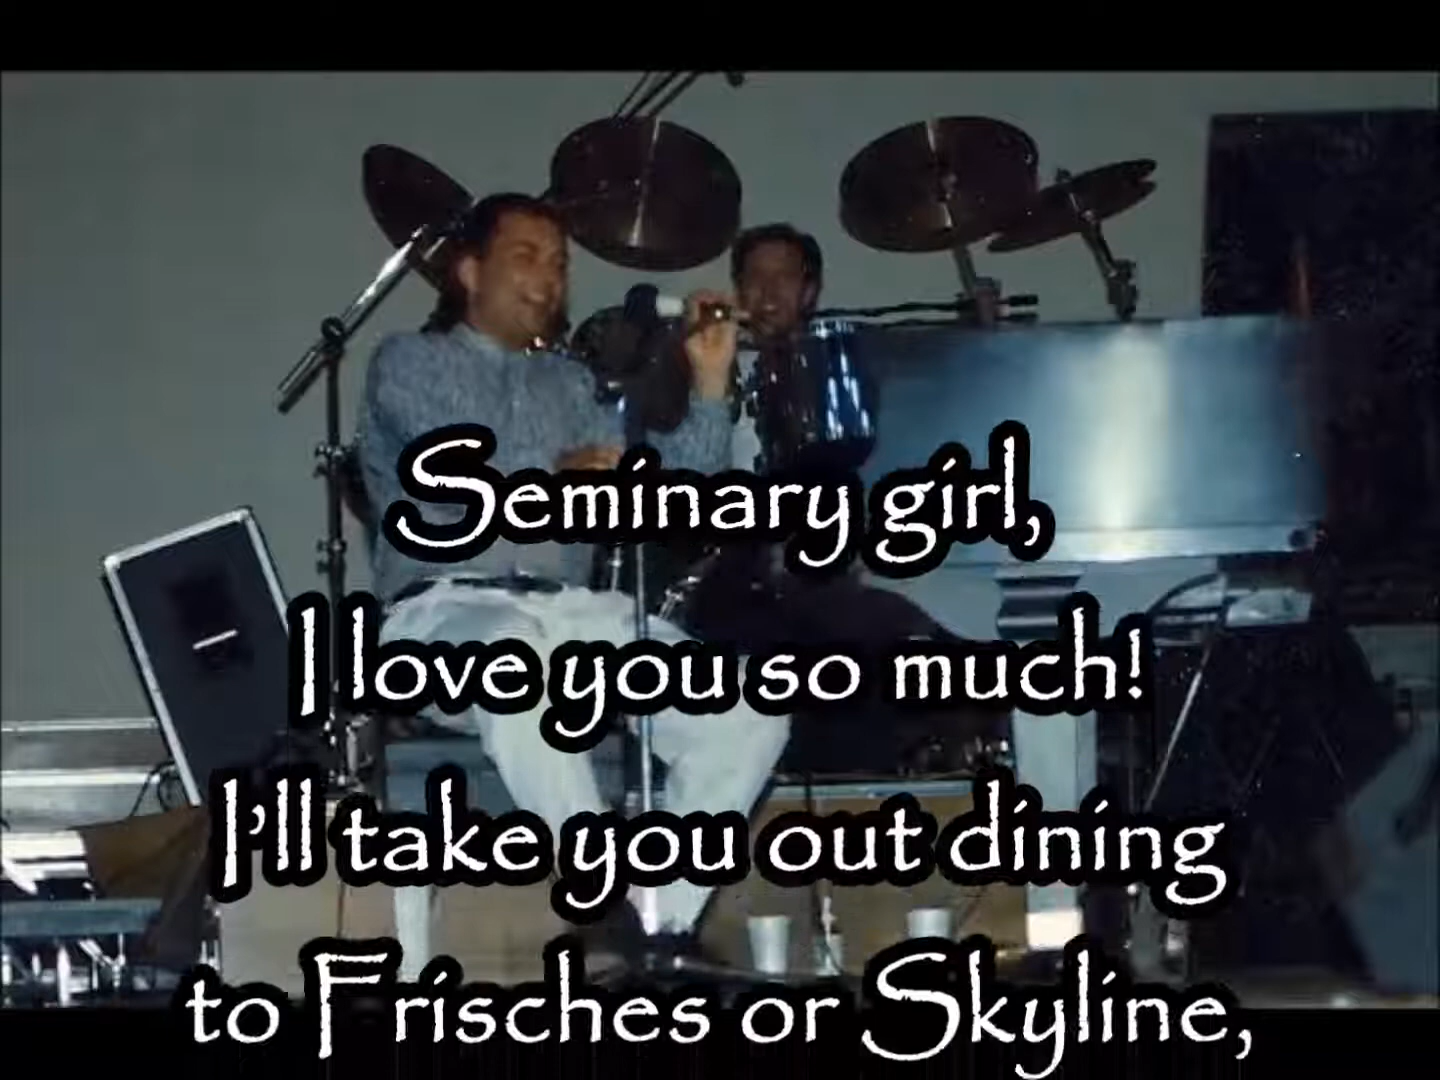 Seminary girl,
I love you so much!
I'll take you out dining
to Frisches or Skyline,